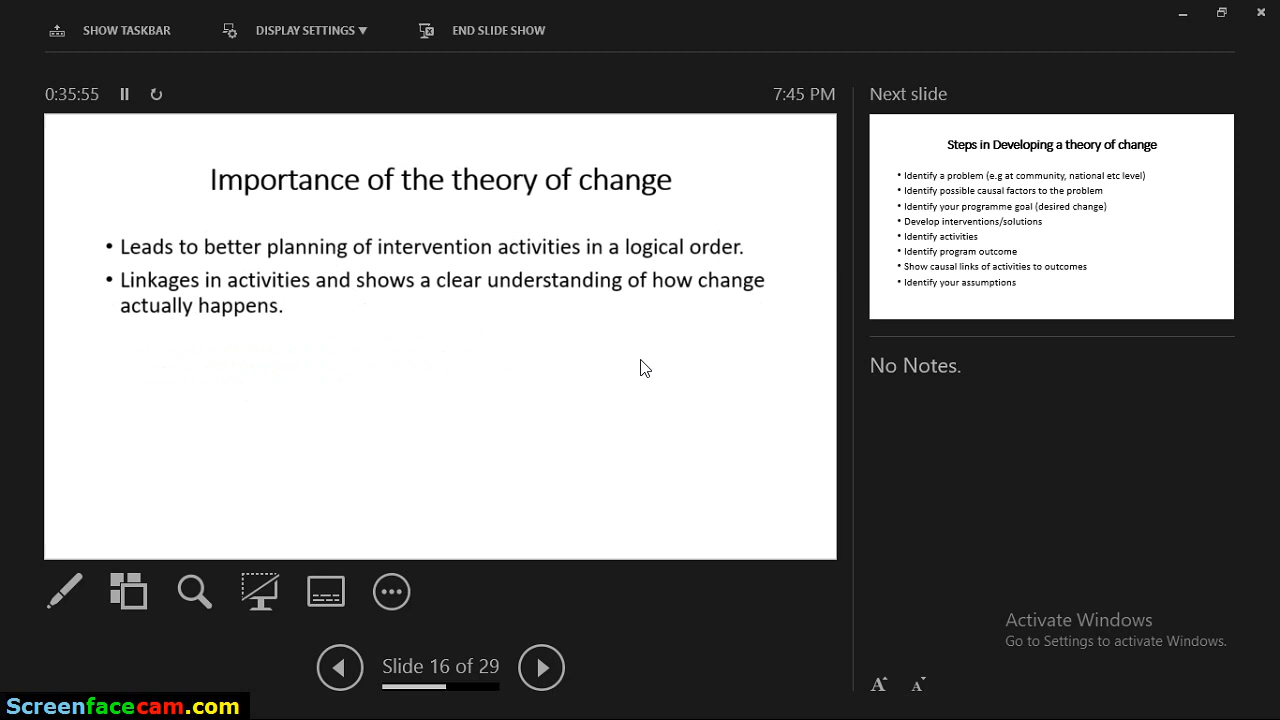 SHOW TASKBAR
DISPLAY SETTINGS ▼
END SLIDE SHOW
0:35:55
7:45 PM
Importance of the theory of change
• Leads to better planning of intervention activities in a logical order.
• Linkages in activities and shows a clear understanding of how change
actually happens.
Slide 16 of 29
Next slide
Steps in Developing a theory of change
• Identify a problem (e.g at community, national etc level)
• Identify possible causal factors to the problem
• Identify your programme goal (desired change)
• Develop interventions/solutions
• Identify activities
• Identify program outcome
• Show causal links of activities to outcomes
• Identify your assumptions
No Notes.
Activate Windows
Go to Settings to activate Windows.
A A
Screenfacecam.com